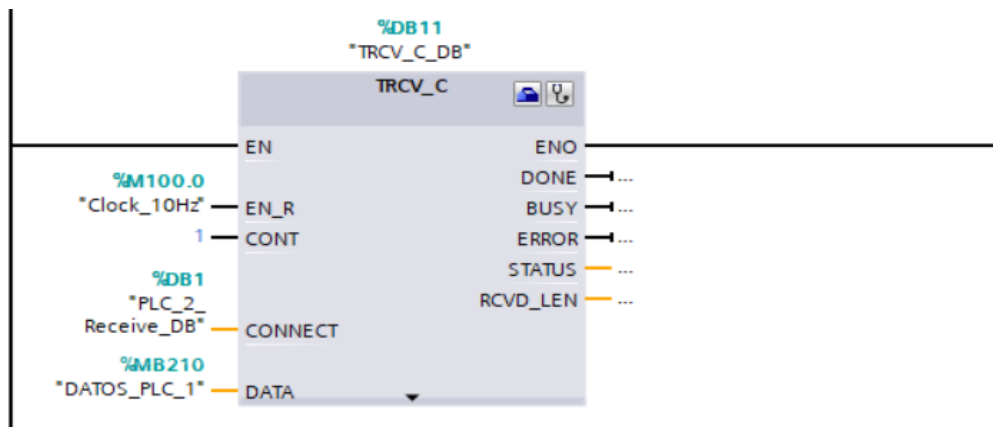 %DB11
"TRCV_C_DB"
TRCV_C
EN
ENO
%M100.0
"Clock_10Hz"
EN_R
1
CONT
DONE
...
BUSY
...
ERROR
...
STATUS
...
RCVD_LEN
...
%DB1
"PLC_2_
Receive_DB"
CONNECT
%MB210
"DATOS_PLC_1"
DATA